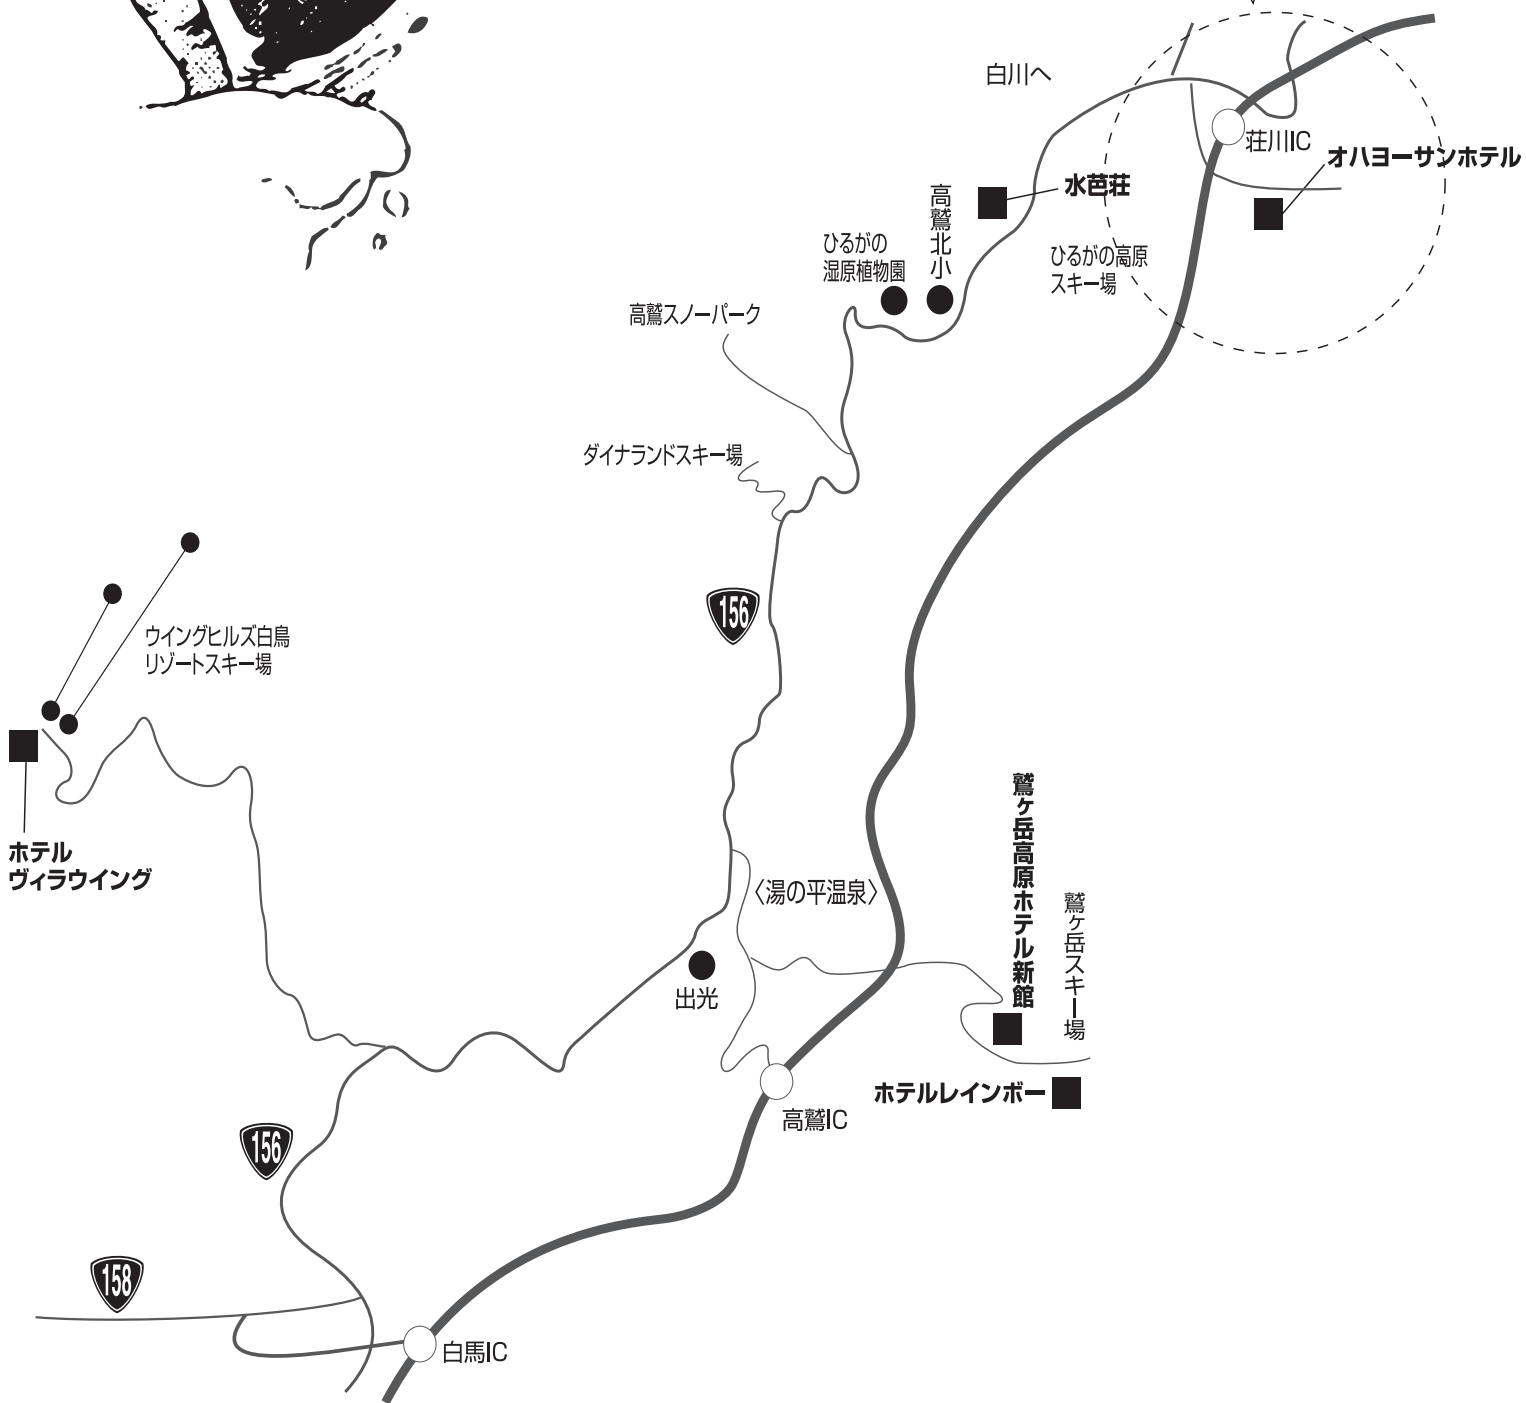 白川へ
荘川IC
オハヨーサンホテル
水芭荘
高鷲北小
ひるがの
湿原植物園
ひるがの高原
スキー場
高鷲スノーパーク
ダイナランドスキー場
156
ウイングヒルズ白鳥
リゾートスキー場
ホテル
ヴィラウイング
〈湯の平温泉〉
鷲ヶ岳高原ホテル新館
鷲ヶ岳スキー場
出光
ホテルレインボー
高鷲IC
156
158
白馬IC